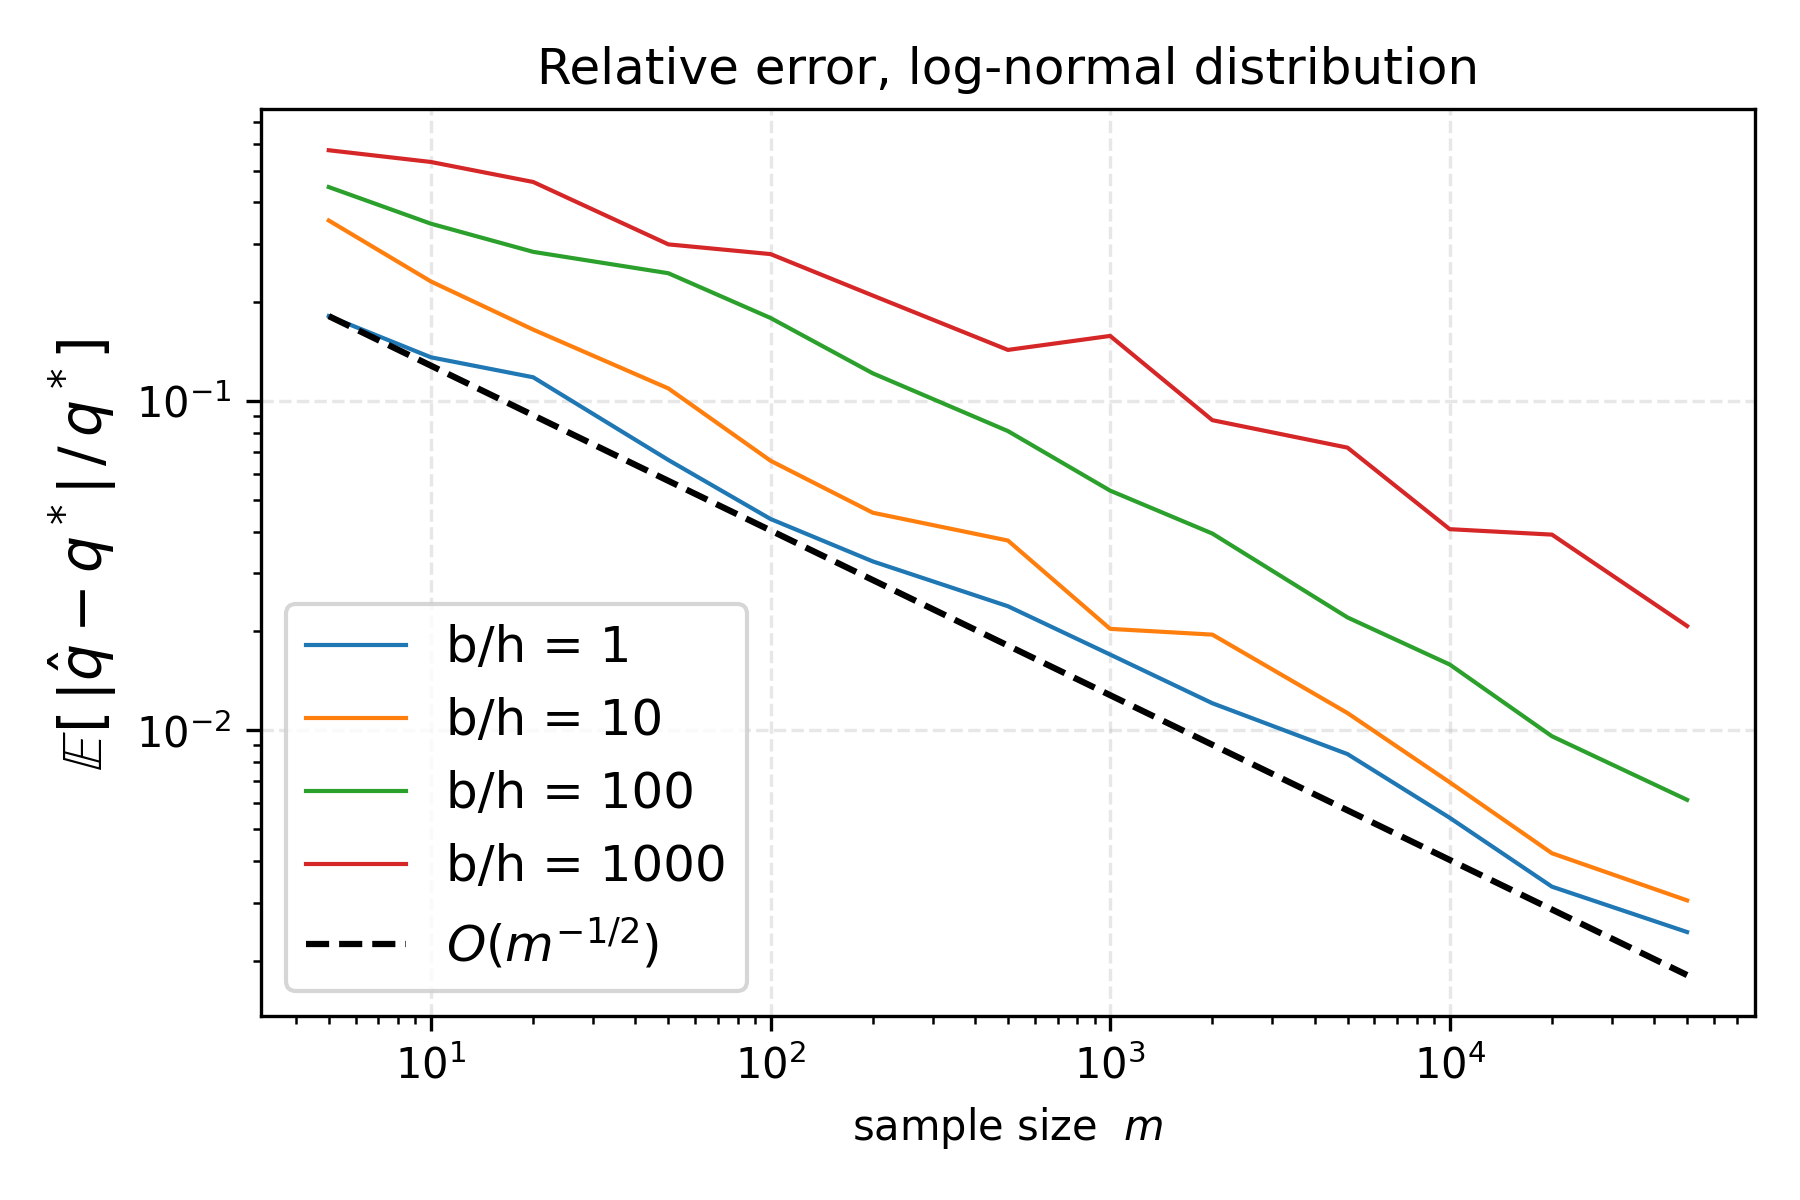 Relative error, log-normal distribution
𝔼[ |q̂ − q* | / q* ]
10⁻¹
10⁻²
b/h = 1
b/h = 10
b/h = 100
b/h = 1000
O(m⁻¹/²)
10¹ 10² 10³ 10⁴
sample size m